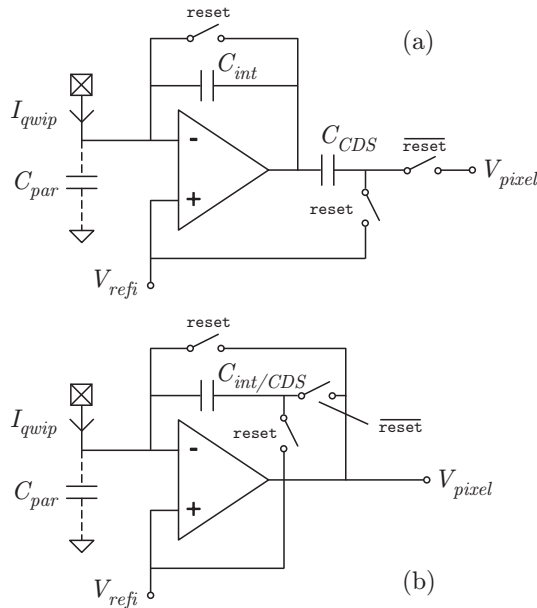 reset
(a)
C_int
I_qwip
-
C_CDS
reset
C_par
+
reset
V_pixel
V_refi
reset
C_int/CDS
I_qwip
reset
reset
-
C_par
+
V_pixel
V_refi
(b)